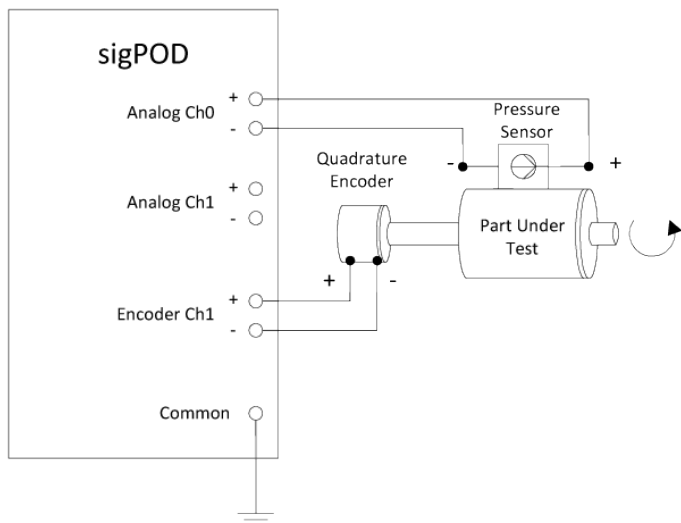 sigPOD
Analog Ch0
+
-
Pressure
Sensor
-
+
Quadrature
Encoder
Analog Ch1
+
-
Part Under
Test
+
-
Encoder Ch1
+
-
Common